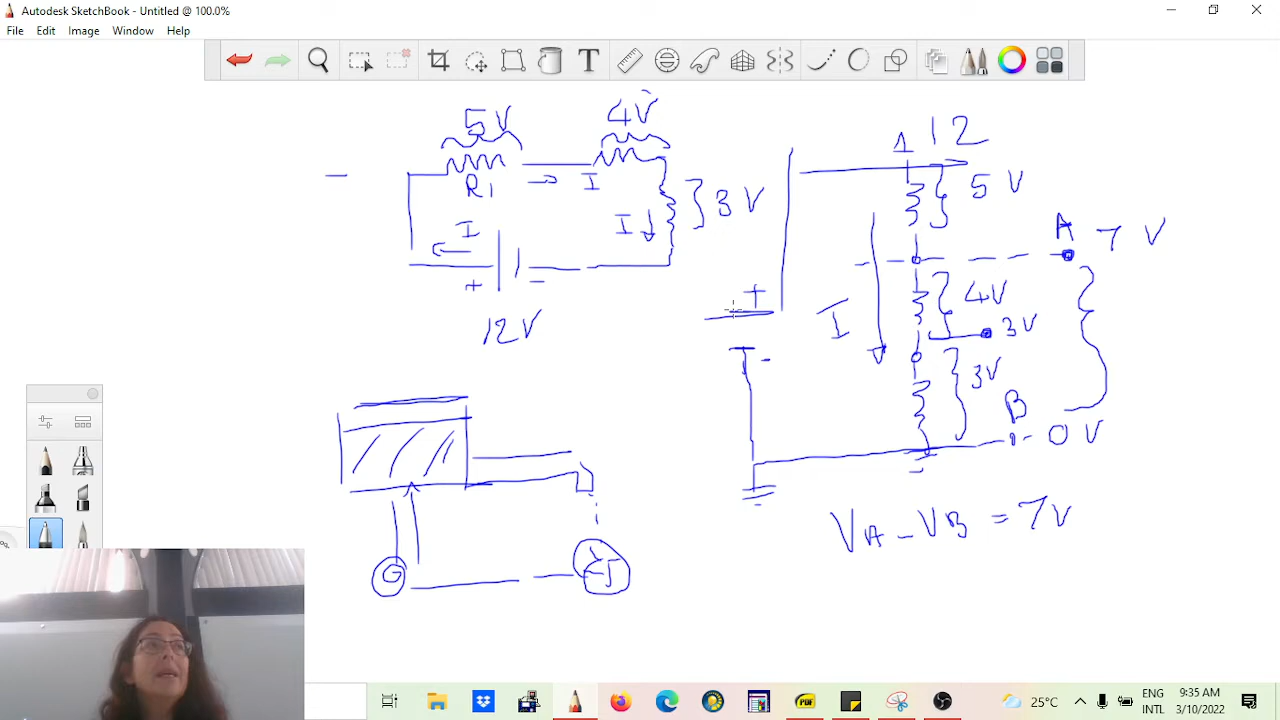 Autodesk SketchBook - Untitled @ 100.0%
File Edit Image Window Help
5V
4V
R1
I
I
3V
I
+
-
12V
12
5V
A 7V
4V
+
I
3V
-
3V
B
0V
VA - VB = 7V
G
25°C
ENG
INTL
9:35 AM
3/10/2022
PDF